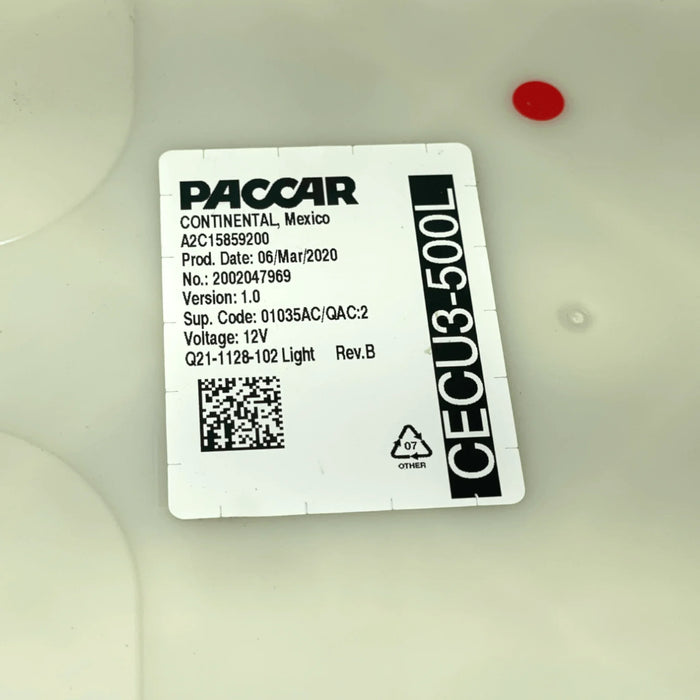 PACCAR
CONTINENTAL, Mexico
A2C15859200
Prod. Date: 06/Mar/2020
No.: 2002047969
Version: 1.0
Sup. Code: 01035AC/QAC:2
Voltage: 12V
Q21-1128-102 Light Rev.B
07
OTHER
CECU3-500L